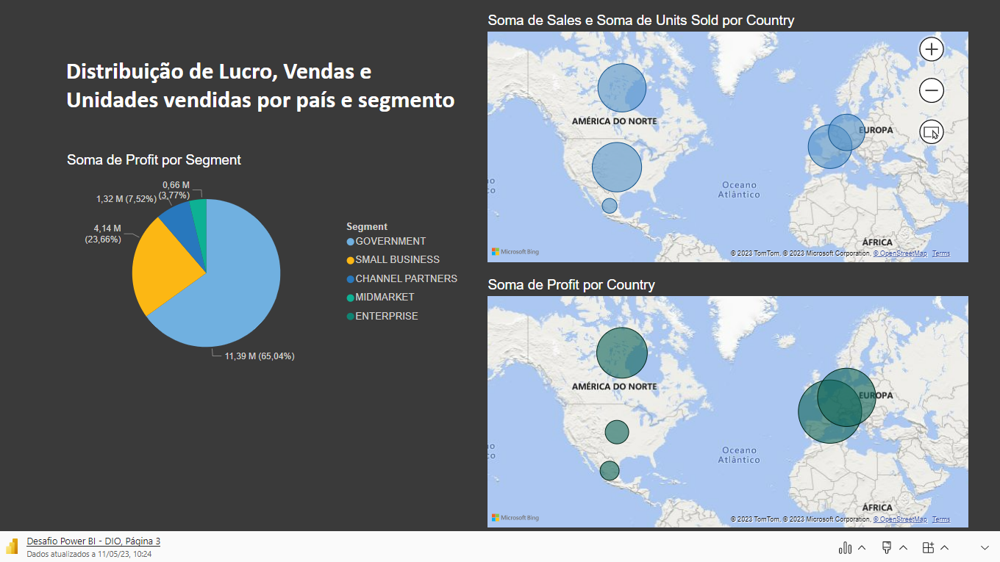 Distribuição de Lucro, Vendas e
Unidades vendidas por país e segmento
Soma de Profit por Segment
0,66 M
(3,77%)
1,32 M (7,52%)
4,14 M
(23,66%)
11,39 M (65,04%)
Segment
GOVERNMENT
SMALL BUSINESS
CHANNEL PARTNERS
MIDMARKET
ENTERPRISE
Soma de Sales e Soma de Units Sold por Country
AMÉRICA DO NORTE
EUROPA
Oceano
Atlântico
ÁFRICA
Microsoft Bing
© 2023 TomTom, © 2023 Microsoft Corporation, © OpenStreetMap Terms
Soma de Profit por Country
AMÉRICA DO NORTE
EUROPA
Oceano
Atlântico
ÁFRICA
Microsoft Bing
© 2023 TomTom, © 2023 Microsoft Corporation, © OpenStreetMap Terms
Desafio Power BI - DIO, Página 3
Dados atualizados a 11/05/23, 10:24